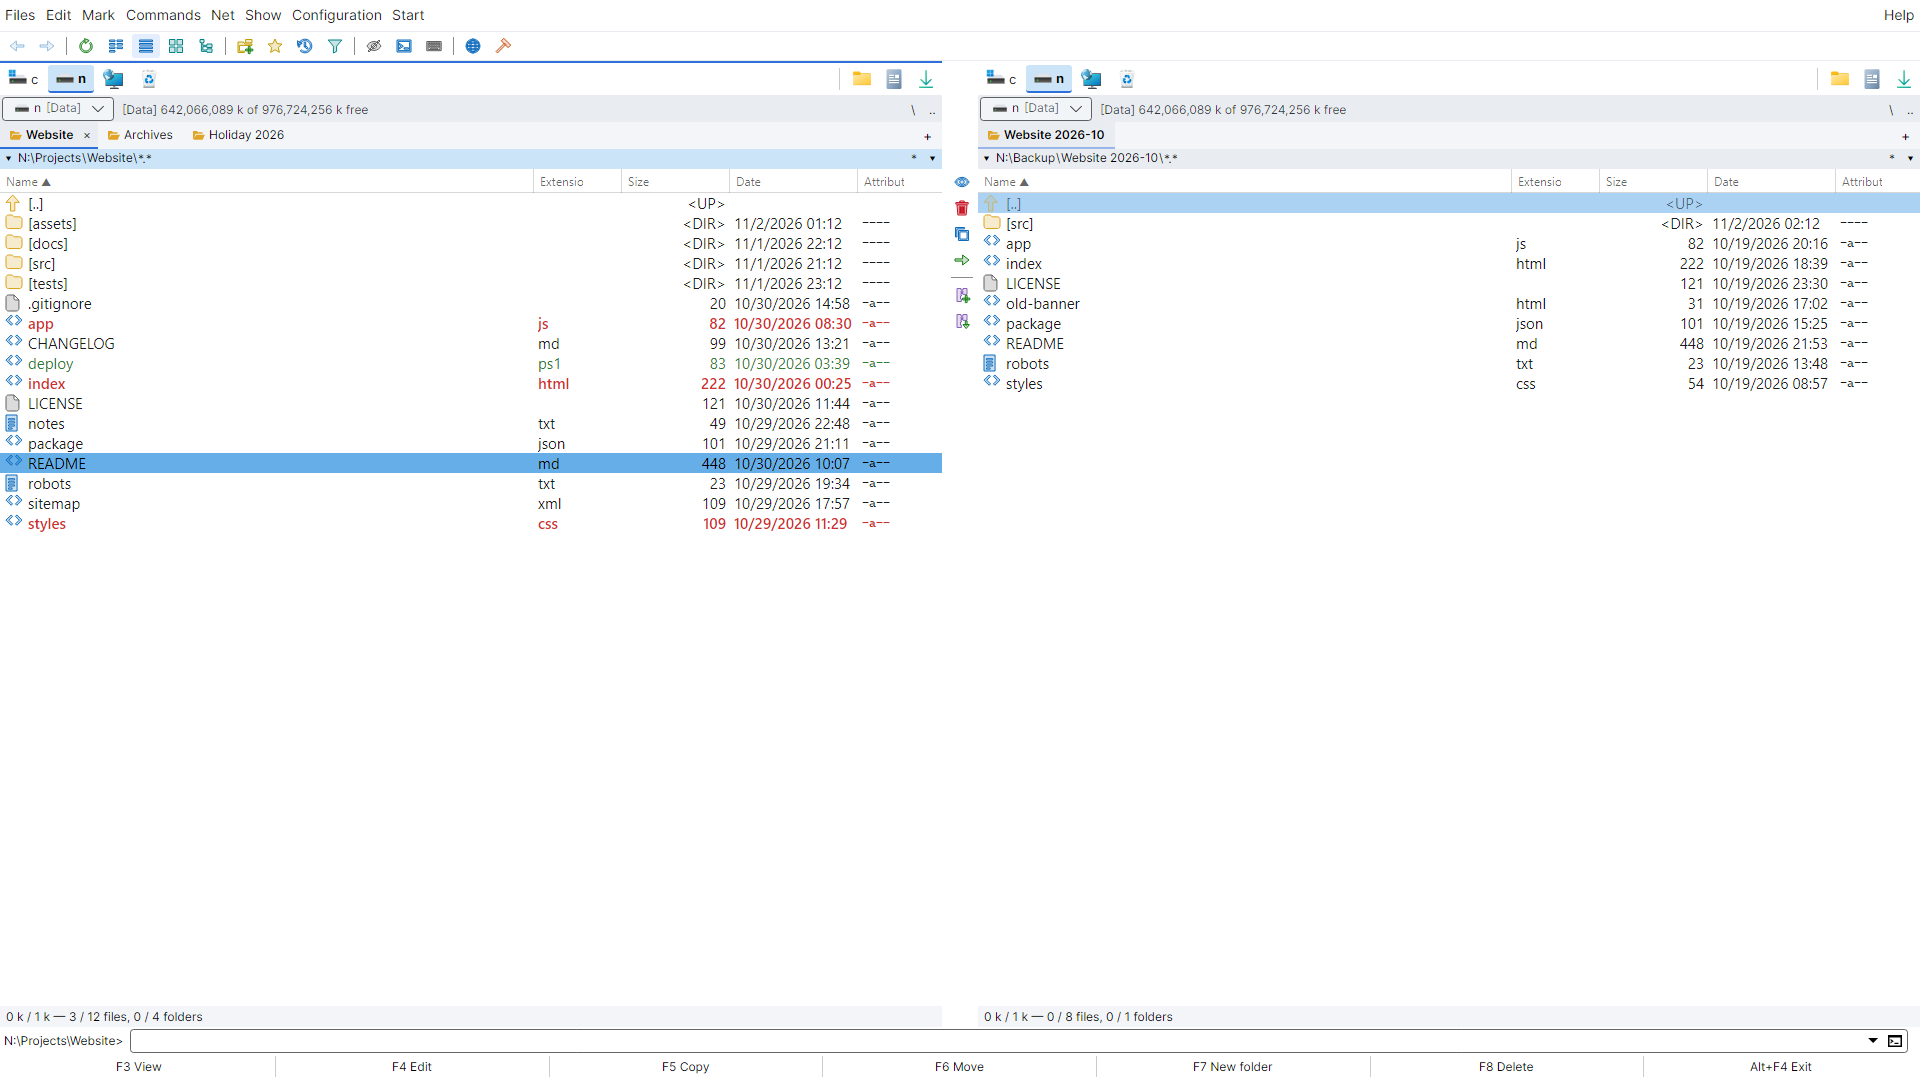 Files Edit Mark Commands Net Show Configuration Start Help
c n c n
n [Data] [Data] 642,066,089 k of 976,724,256 k free \ .. n [Data] [Data] 642,066,089 k of 976,724,256 k free \ ..
Website × Archives Holiday 2026 + Website 2026-10 +
N:\Projects\Website\*.* * N:\Backup\Website 2026-10\*.* *
Name Extensio Size Date Attribut
[..] <UP>
[assets] <DIR> 11/2/2026 01:12 ----
[docs] <DIR> 11/1/2026 22:12 ----
[src] <DIR> 11/1/2026 21:12 ----
[tests] <DIR> 11/1/2026 23:12 ----
.gitignore 20 10/30/2026 14:58 -a--
app js 82 10/30/2026 08:30 -a--
CHANGELOG md 99 10/30/2026 13:21 -a--
deploy ps1 83 10/30/2026 03:39 -a--
index html 222 10/30/2026 00:25 -a--
LICENSE 121 10/30/2026 11:44 -a--
notes txt 49 10/29/2026 22:48 -a--
package json 101 10/29/2026 21:11 -a--
README md 448 10/30/2026 10:07 -a--
robots txt 23 10/29/2026 19:34 -a--
sitemap xml 109 10/29/2026 17:57 -a--
styles css 109 10/29/2026 11:29 -a--
0 k / 1 k — 3 / 12 files, 0 / 4 folders
Name Extensio Size Date Attribut
[..] <UP>
[src] <DIR> 11/2/2026 02:12 ----
app js 82 10/19/2026 20:16 -a--
index html 222 10/19/2026 18:39 -a--
LICENSE 121 10/19/2026 23:30 -a--
old-banner html 31 10/19/2026 17:02 -a--
package json 101 10/19/2026 15:25 -a--
README md 448 10/19/2026 21:53 -a--
robots txt 23 10/19/2026 13:48 -a--
styles css 54 10/19/2026 08:57 -a--
0 k / 1 k — 0 / 8 files, 0 / 1 folders
N:\Projects\Website>
F3 View F4 Edit F5 Copy F6 Move F7 New folder F8 Delete Alt+F4 Exit